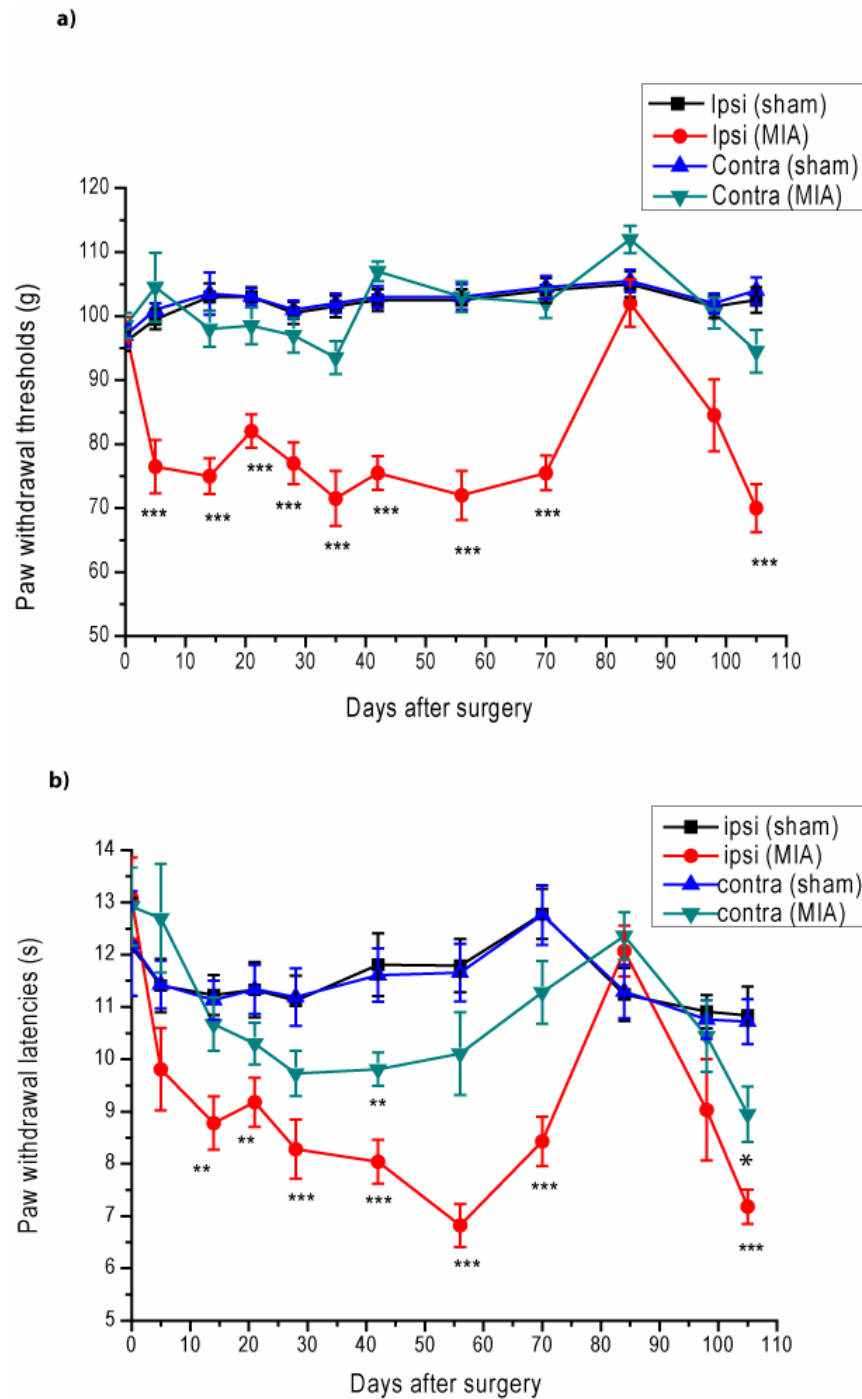 a)
Ipsi (sham)
Ipsi (MIA)
Contra (sham)
Contra (MIA)
120
110
100
90
80
70
60
50
Paw withdrawal thresholds (g)
*** *** *** *** *** *** *** *** ***
0 10 20 30 40 50 60 70 80 90 100 110
Days after surgery
b)
ipsi (sham)
ipsi (MIA)
contra (sham)
contra (MIA)
14
13
12
11
10
9
8
7
6
5
Paw withdrawal latencies (s)
** ** *** ** *** *** *** * ***
0 10 20 30 40 50 60 70 80 90 100 110
Days after surgery